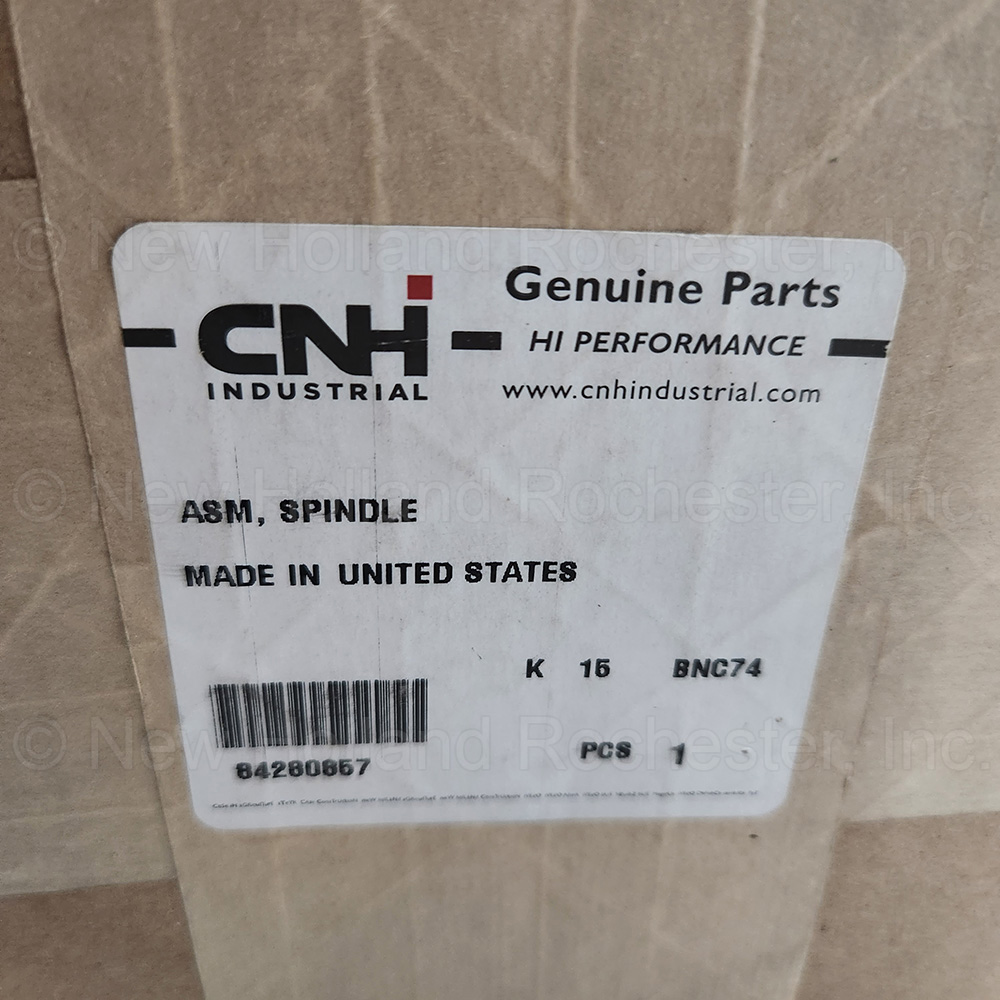 © New Holland Rochester, Inc.
CNH
INDUSTRIAL
Genuine Parts
HI PERFORMANCE
www.cnhindustrial.com
© New Holland Rochester, Inc.
ASM, SPINDLE
MADE IN UNITED STATES
K 15 BNC74
© New Holland Rochester, Inc.
PCS 1
84280857